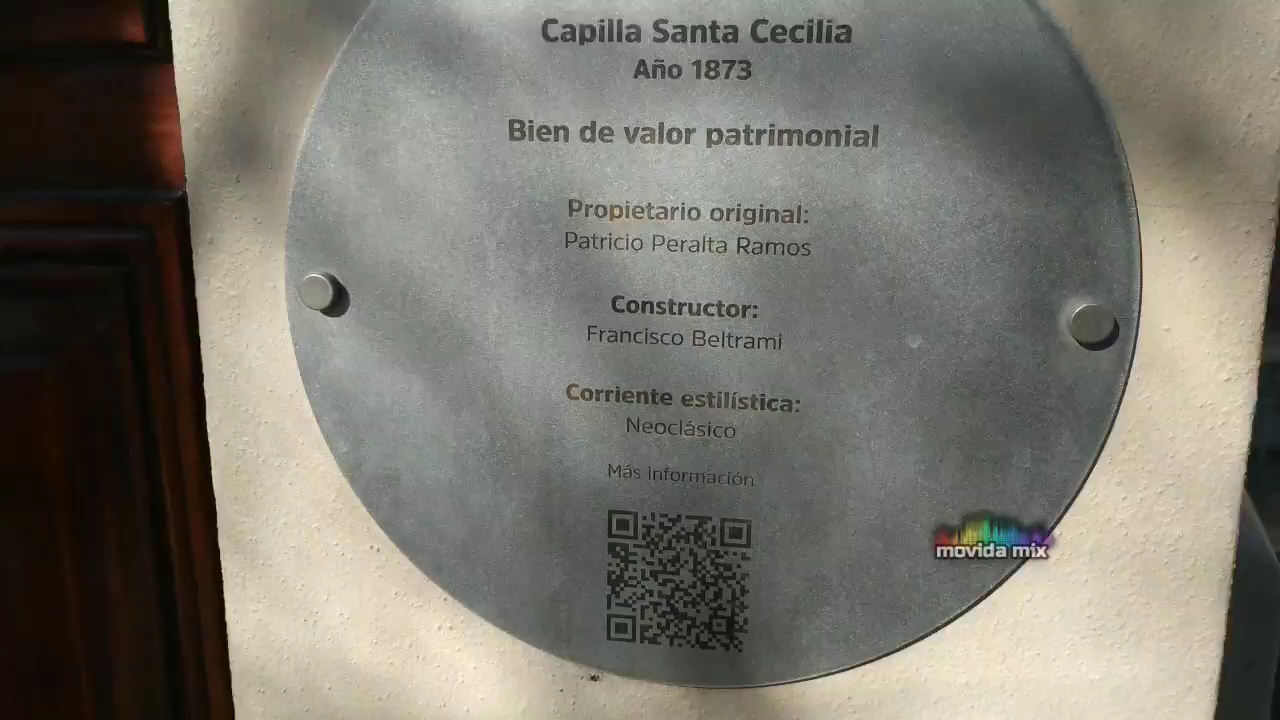 Capilla Santa Cecilia
Año 1873
Bien de valor patrimonial
Propietario original:
Patricio Peralta Ramos
Constructor:
Francisco Beltrami
Corriente estilística:
Neoclásico
Más información
movida mix